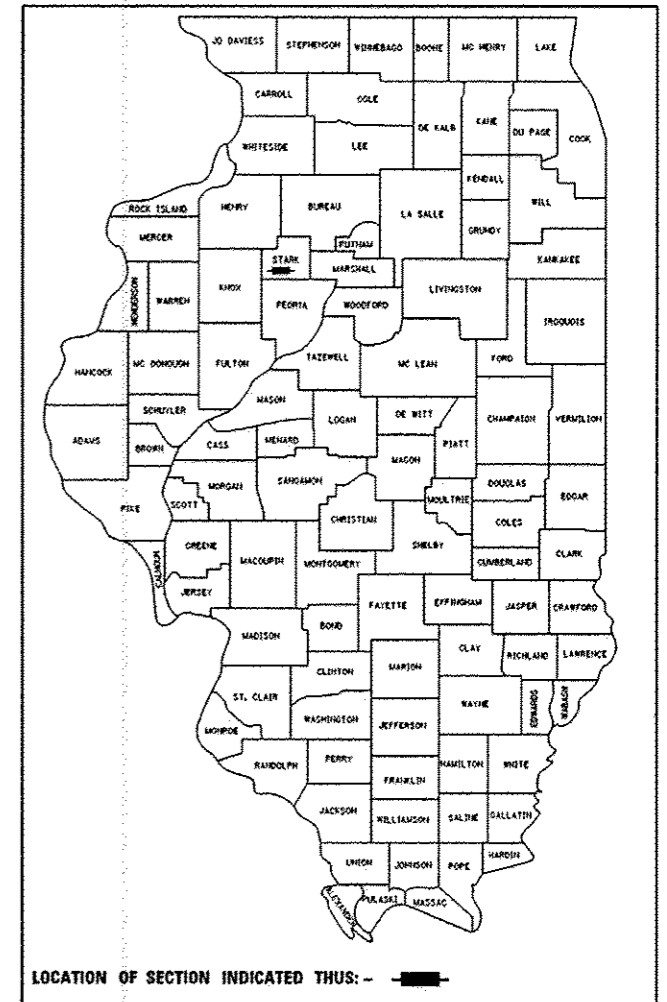 JO DAVIESS STEPHENSON WINNEBAGO BOONE MC HENRY LAKE
CARROLL OGLE DE KALB KANE DU PAGE COOK
WHITESIDE LEE KENDALL WILL
ROCK ISLAND HENRY BUREAU LA SALLE GRUNDY
MERCER STARK PUTNAM KANKAKEE
HENDERSON WARREN KNOX MARSHALL LIVINGSTON
PEORIA WOODFORD IROQUOIS
HANCOCK MC DONOUGH FULTON TAZEWELL MC LEAN FORD
SCHUYLER MASON LOGAN DE WITT CHAMPAIGN VERMILION
ADAMS BROWN CASS MENARD MACON PIATT
PIKE SCOTT MORGAN SANGAMON MOULTRIE DOUGLAS EDGAR
CHRISTIAN COLES
CALHOUN GREENE MACOUPIN MONTGOMERY SHELBY CUMBERLAND CLARK
JERSEY FAYETTE EFFINGHAM JASPER CRAWFORD
MADISON BOND CLAY RICHLAND LAWRENCE
CLINTON MARION
ST. CLAIR WAYNE EDWARDS WABASH
MONROE WASHINGTON JEFFERSON
RANDOLPH PERRY HAMILTON WHITE
FRANKLIN
JACKSON WILLIAMSON SALINE GALLATIN
UNION JOHNSON POPE HARDIN
ALEXANDER PULASKI MASSAC
LOCATION OF SECTION INDICATED THUS: -